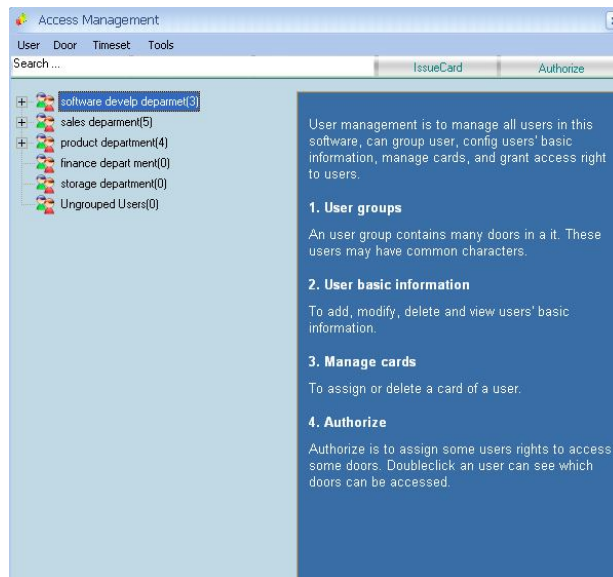 Access Management
User Door Timeset Tools
Search ...
IssueCard Authorize
software develp deparmet(3)
sales deparment(5)
product department(4)
finance depart ment(0)
storage department(0)
Ungrouped Users(0)
User management is to manage all users in this
software, can group user, config users' basic
information, manage cards, and grant access right
to users.
1. User groups
An user group contains many doors in a it. These
users may have common characters.
2. User basic information
To add, modify, delete and view users' basic
information.
3. Manage cards
To assign or delete a card of a user.
4. Authorize
Authorize is to assign some users rights to access
some doors. Doubleclick an user can see which
doors can be accessed.